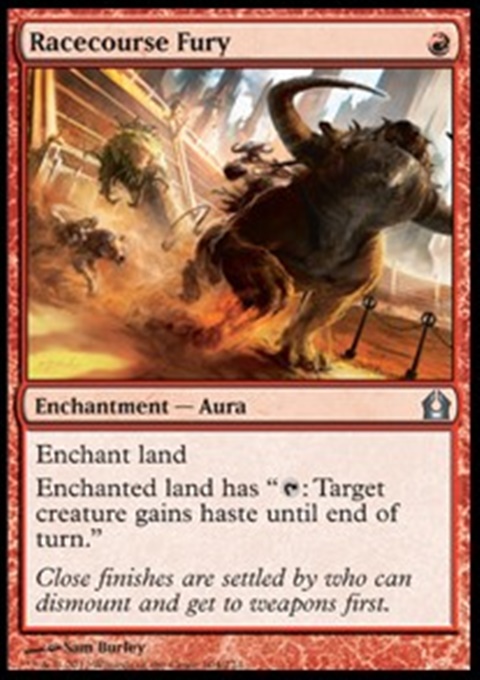 Racecourse Fury
Enchantment — Aura
Enchant land
Enchanted land has “ : Target
creature gains haste until end of
turn.”
Close finishes are settled by who can
dismount and get to weapons first.
Sam Burley